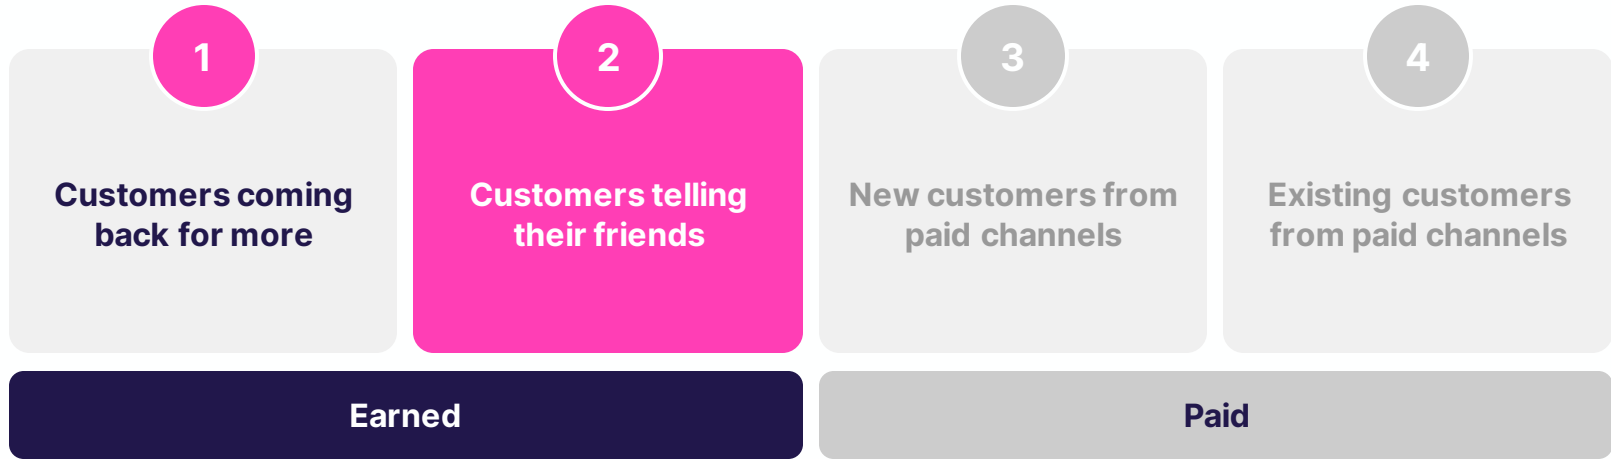 1
Customers coming
back for more
2
Customers telling
their friends
3
New customers from
paid channels
4
Existing customers
from paid channels
Earned
Paid